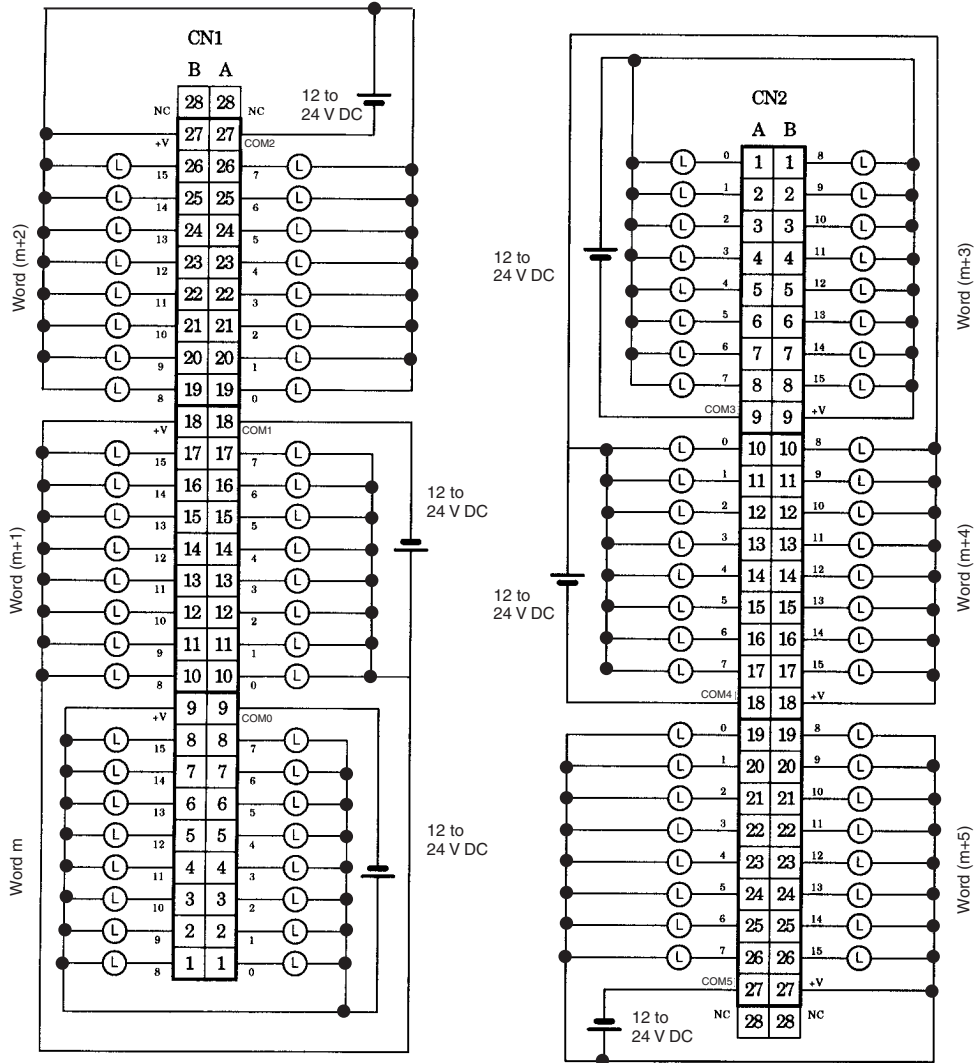 CN1
B A
NC 28 28 NC
12 to
24 V DC
+V 27 27 COM2
L 15 26 26 7 L
L 14 25 25 6 L
L 13 24 24 5 L
L 12 23 23 4 L
L 11 22 22 3 L
L 10 21 21 2 L
L 9 20 20 1 L
L 8 19 19 0 L
Word (m+2)
+V 18 18 COM1
L 15 17 17 7 L
L 14 16 16 6 L
L 13 15 15 5 L
L 12 14 14 4 L
L 11 13 13 3 L
L 10 12 12 2 L
L 9 11 11 1 L
L 8 10 10 0 L
Word (m+1)
12 to
24 V DC
+V 9 9 COM0
L 15 8 8 7 L
L 14 7 7 6 L
L 13 6 6 5 L
L 12 5 5 4 L
L 11 4 4 3 L
L 10 3 3 2 L
L 9 2 2 1 L
L 8 1 1 0 L
Word m
12 to
24 V DC
CN2
A B
L 0 1 1 8 L
L 1 2 2 9 L
L 2 3 3 10 L
L 3 4 4 11 L
L 4 5 5 12 L
L 5 6 6 13 L
L 6 7 7 14 L
L 7 8 8 15 L
COM3 9 9 +V
12 to
24 V DC
Word (m+3)
L 0 10 10 8 L
L 1 11 11 9 L
L 2 12 12 10 L
L 3 13 13 11 L
L 4 14 14 12 L
L 5 15 15 13 L
L 6 16 16 14 L
L 7 17 17 15 L
COM4 18 18 +V
12 to
24 V DC
Word (m+4)
L 0 19 19 8 L
L 1 20 20 9 L
L 2 21 21 10 L
L 3 22 22 11 L
L 4 23 23 12 L
L 5 24 24 13 L
L 6 25 25 14 L
L 7 26 26 15 L
COM5 27 27 +V
NC 28 28 NC
12 to
24 V DC
Word (m+5)